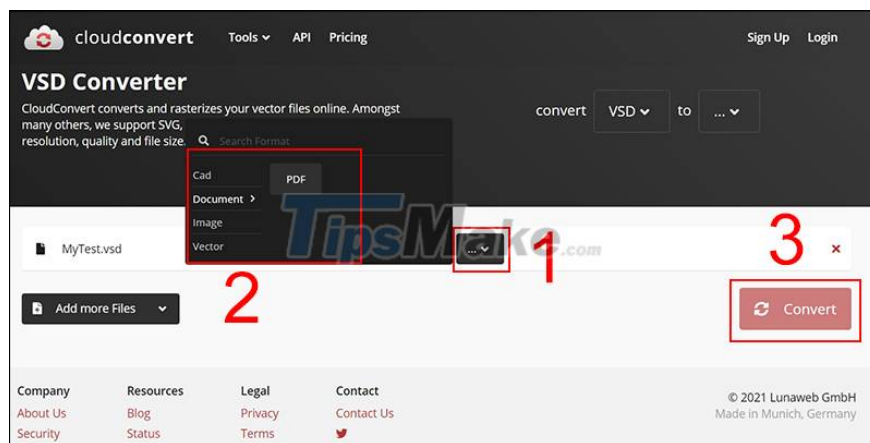 cloudconvert Tools API Pricing Sign Up Login
VSD Converter
CloudConvert converts and rasterizes your vector files online. Amongst
many others, we support SVG,
resolution, quality and file size.
convert VSD to ...
Search Format
Cad
Document
Image
Vector
PDF
TipsMake.com
MyTest.vsd
...
1
2
3
Add more Files
Convert
Company Resources Legal Contact
About Us Blog Privacy Contact Us
Security Status Terms
© 2021 Lunaweb GmbH
Made in Munich, Germany